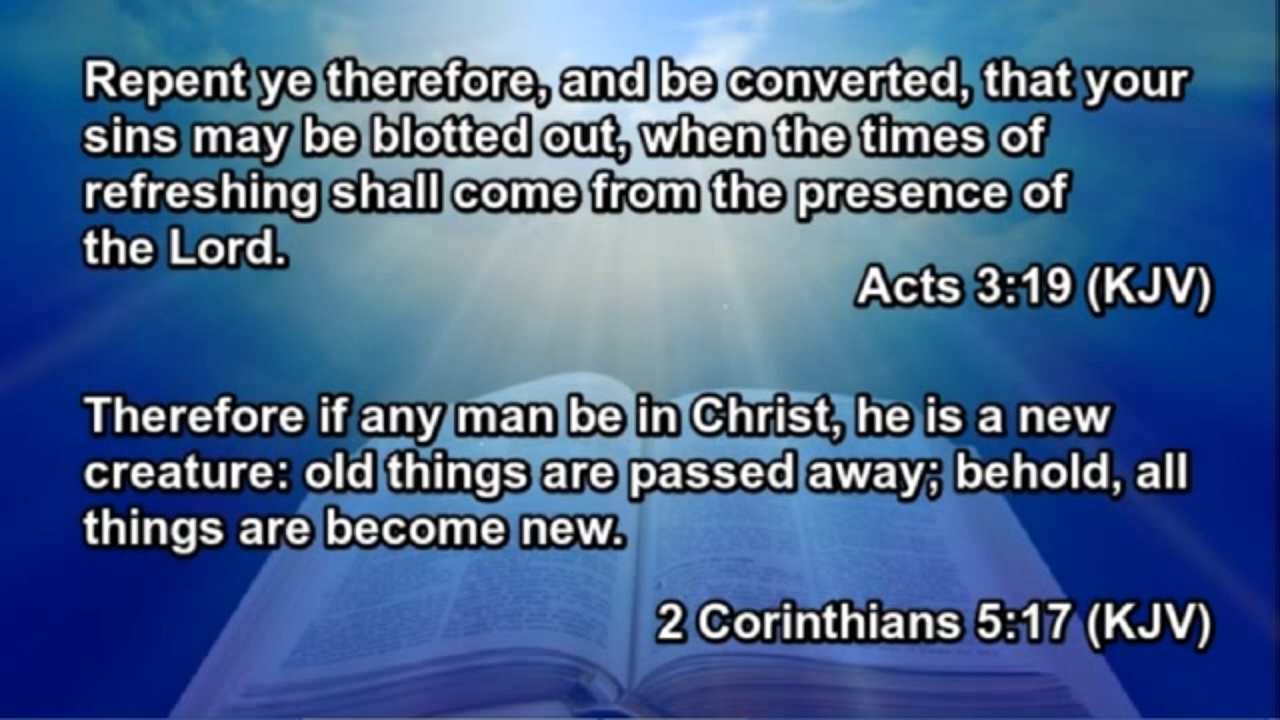 Repent ye therefore, and be converted, that your
sins may be blotted out, when the times of
refreshing shall come from the presence of
the Lord.
Acts 3:19 (KJV)
Therefore if any man be in Christ, he is a new
creature: old things are passed away; behold, all
things are become new.
2 Corinthians 5:17 (KJV)